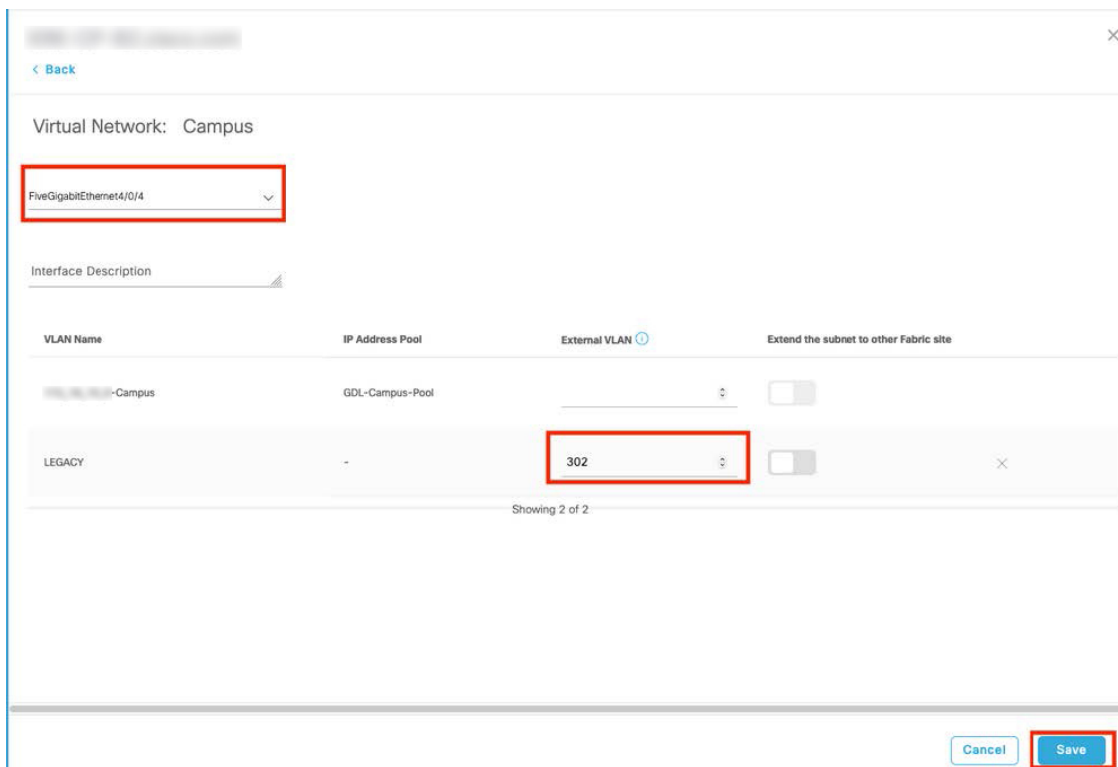 Back
Virtual Network: Campus
FiveGigabitEthernet4/0/4
Interface Description
VLAN Name IP Address Pool External VLAN Extend the subnet to other Fabric site
-Campus GDL-Campus-Pool
LEGACY - 302
Showing 2 of 2
Cancel Save